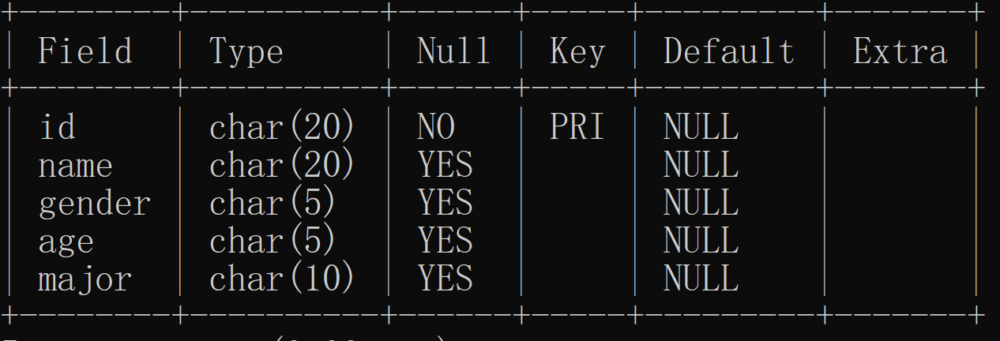 +--------+-----------+------+-----+---------+-------+
| Field  | Type      | Null | Key | Default | Extra |
+--------+-----------+------+-----+---------+-------+
| id     | char(20)  | NO   | PRI | NULL    |       |
| name   | char(20)  | YES  |     | NULL    |       |
| gender | char(5)   | YES  |     | NULL    |       |
| age    | char(5)   | YES  |     | NULL    |       |
| major  | char(10)  | YES  |     | NULL    |       |
+--------+-----------+------+-----+---------+-------+